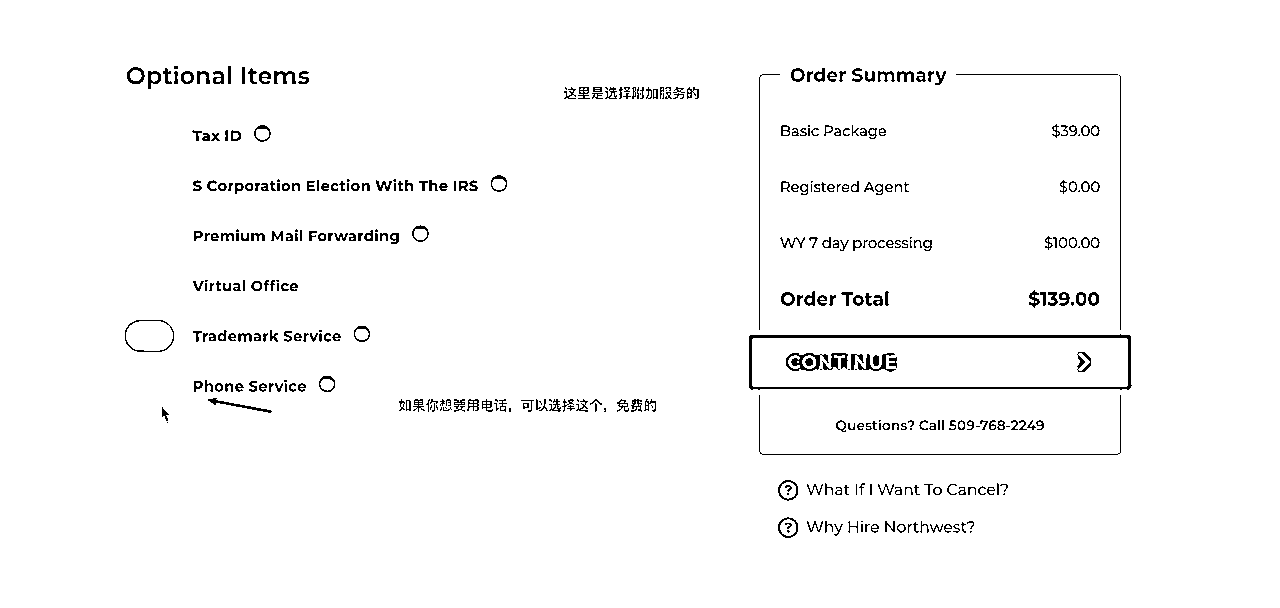 Optional Items
这里是选择附加服务的
Tax ID
S Corporation Election With The IRS
Premium Mail Forwarding
Virtual Office
Trademark Service
Phone Service
如果你想要用电话，可以选择这个，免费的
Order Summary
Basic Package $39.00
Registered Agent $0.00
WY 7 day processing $100.00
Order Total $139.00
CONTINUE
Questions? Call 509-768-2249
What If I Want To Cancel?
Why Hire Northwest?